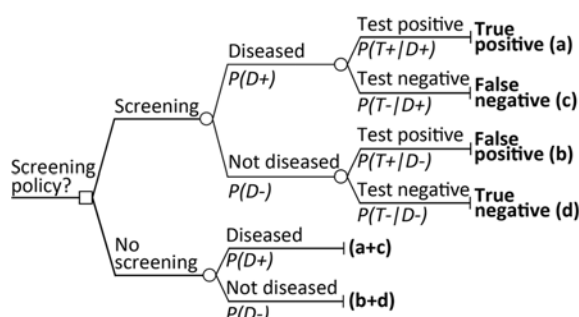 Screening
policy?
Screening
Diseased
P(D+)
Test positive
P(T+|D+)
True
positive (a)
Test negative
P(T-|D+)
False
negative (c)
Not diseased
P(D-)
Test positive
P(T+|D-)
False
positive (b)
Test negative
P(T-|D-)
True
negative (d)
No
screening
Diseased
P(D+)
(a+c)
Not diseased
P(D-)
(b+d)